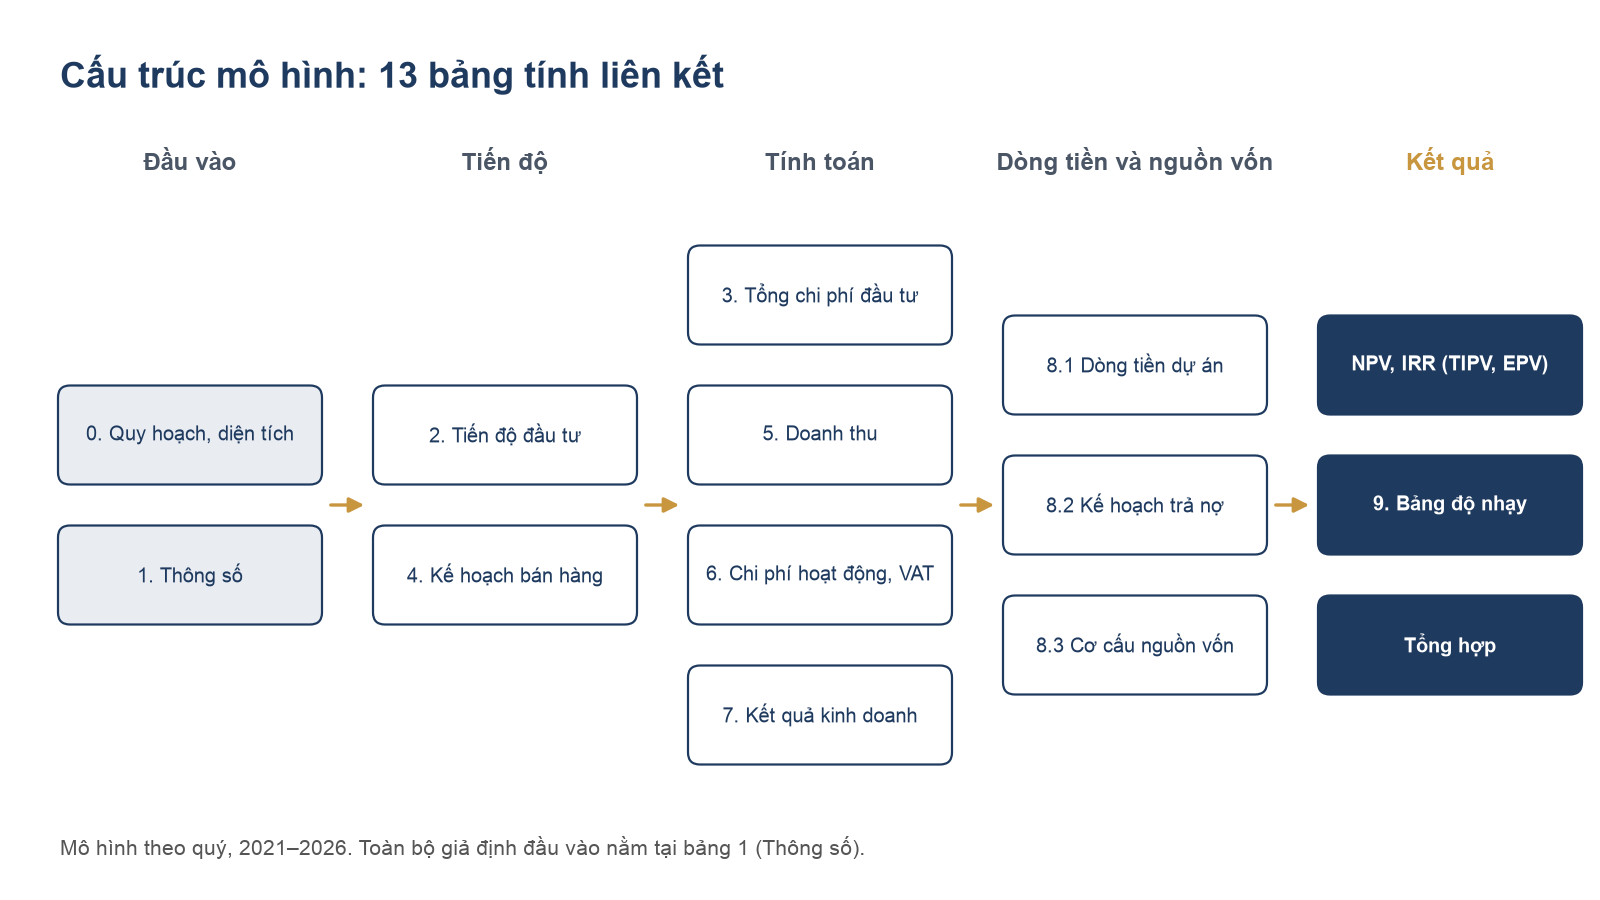 Cấu trúc mô hình: 13 bảng tính liên kết
Đầu vào
Tiến độ
Tính toán
Dòng tiền và nguồn vốn
Kết quả
0. Quy hoạch, diện tích
1. Thông số
2. Tiến độ đầu tư
4. Kế hoạch bán hàng
3. Tổng chi phí đầu tư
5. Doanh thu
6. Chi phí hoạt động, VAT
7. Kết quả kinh doanh
8.1 Dòng tiền dự án
8.2 Kế hoạch trả nợ
8.3 Cơ cấu nguồn vốn
NPV, IRR (TIPV, EPV)
9. Bảng độ nhạy
Tổng hợp
Mô hình theo quý, 2021–2026. Toàn bộ giả định đầu vào nằm tại bảng 1 (Thông số).